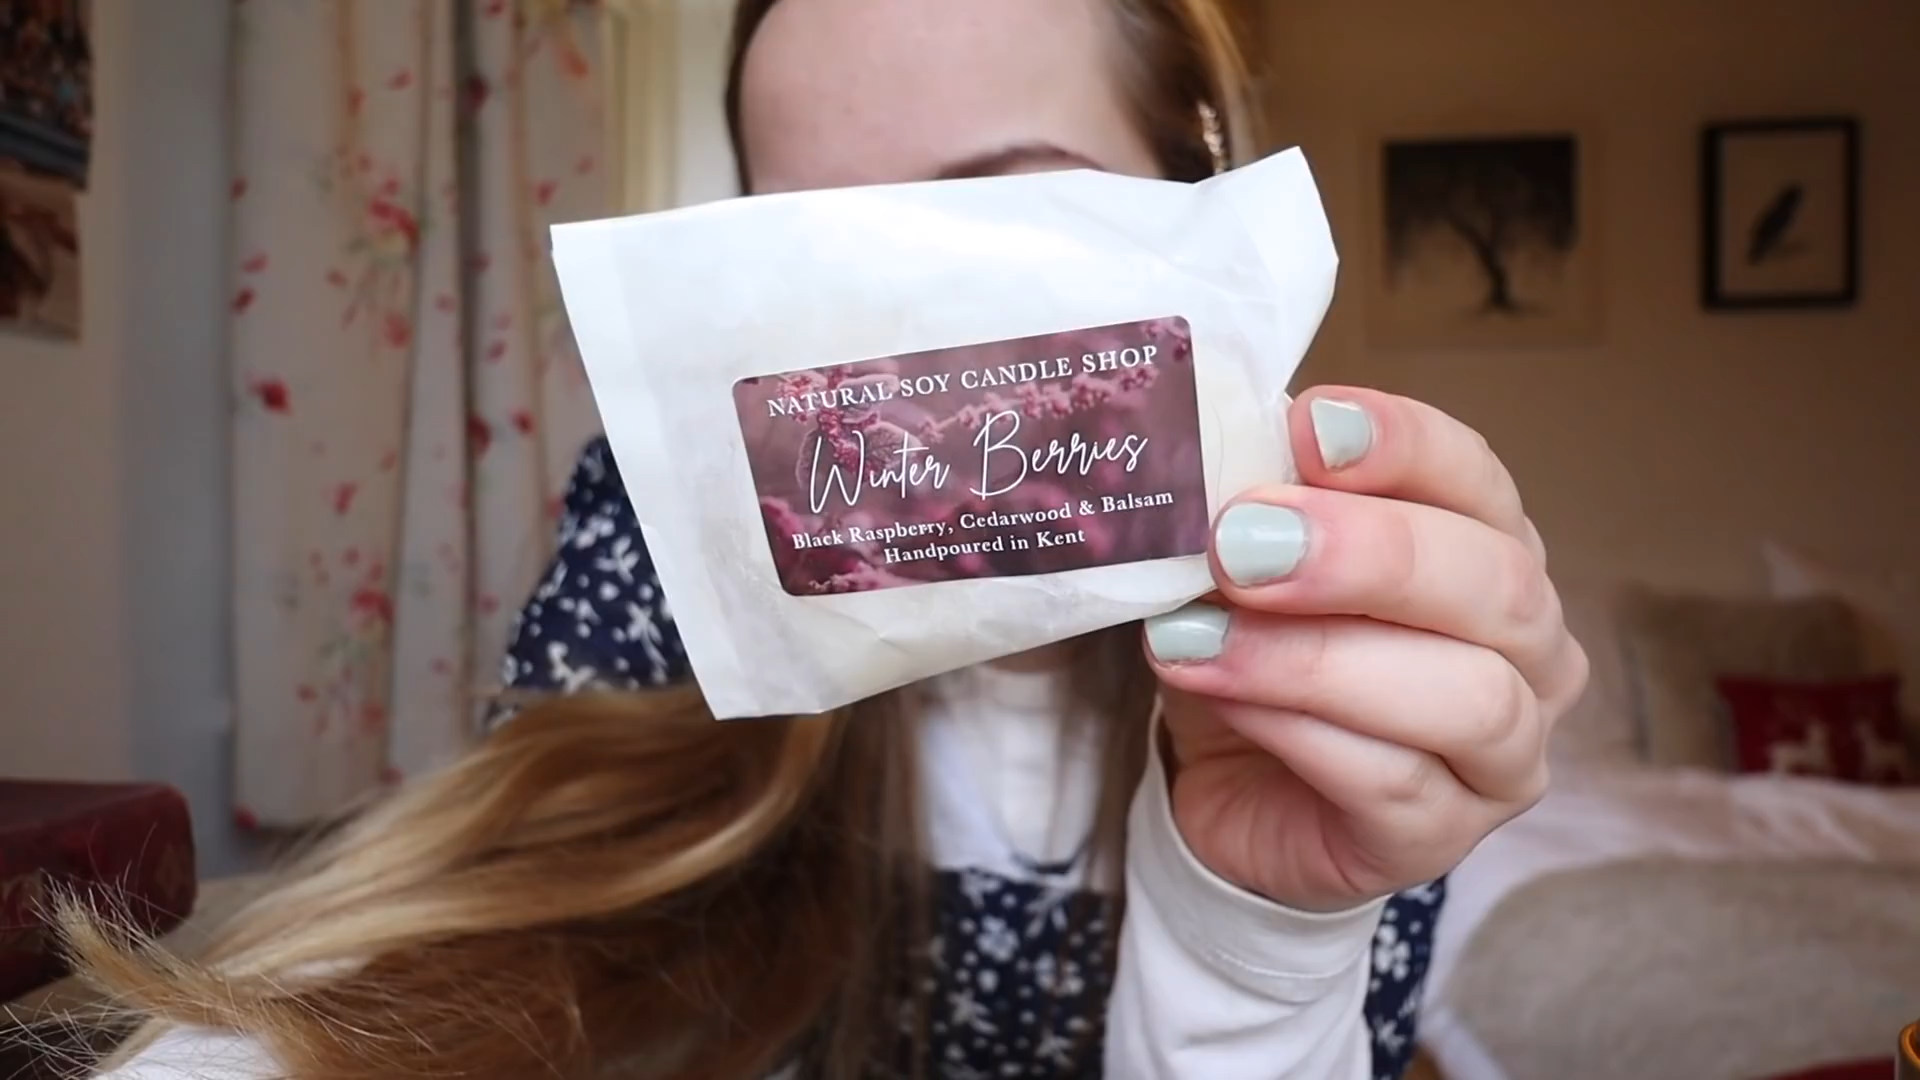 NATURAL SOY CANDLE SHOP
Winter Berries
Black Raspberry, Cedarwood & Balsam
Handpoured in Kent